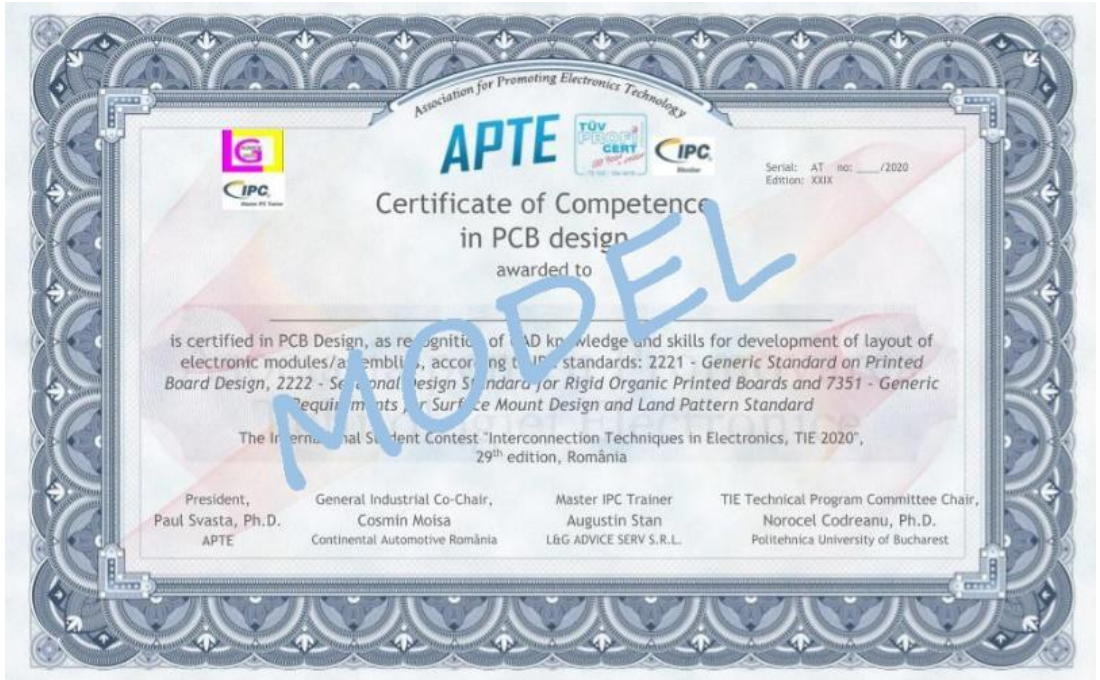 Association for Promoting Electronics Technology
LG
APTE
TÜV
PROFi
CERT
IPC
Member
Serial: AT no: ____/2020
Edition: XXIX
IPC
Master IPC Trainer
Certificate of Competence
in PCB design
awarded to
MODEL
is certified in PCB Design, as recognition of CAD knowledge and skills for development of layout of
electronic modules/assemblies, according to IPC standards: 2221 - Generic Standard on Printed
Board Design, 2222 - Sectional Design Standard for Rigid Organic Printed Boards and 7351 - Generic
Requirements for Surface Mount Design and Land Pattern Standard
The International Student Contest "Interconnection Techniques in Electronics, TIE 2020",
29th edition, România
President,
Paul Svasta, Ph.D.
APTE
General Industrial Co-Chair,
Cosmin Moisa
Continental Automotive România
Master IPC Trainer
Augustin Stan
L&G ADVICE SERV S.R.L.
TIE Technical Program Committee Chair,
Norocel Codreanu, Ph.D.
Politehnica University of Bucharest